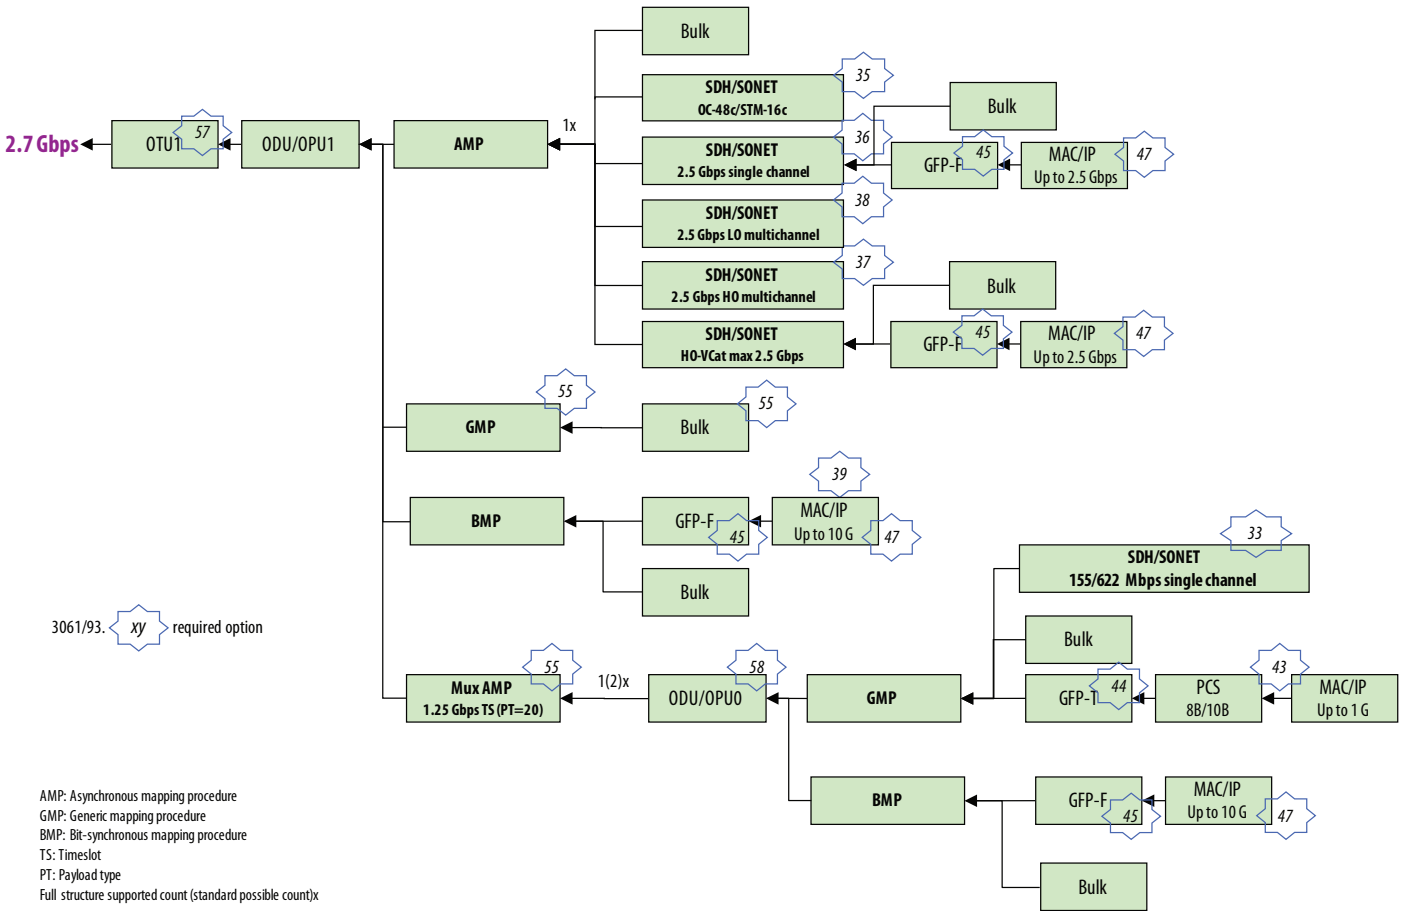 Bulk
SDH/SONET
OC-48c/STM-16c
35
Bulk
2.7 Gbps
OTU1
57
ODU/OPU1
AMP
1x
SDH/SONET
2.5 Gbps single channel
36
GFP-F
45
MAC/IP
Up to 2.5 Gbps
47
SDH/SONET
2.5 Gbps LO multichannel
38
SDH/SONET
2.5 Gbps HO multichannel
37
Bulk
SDH/SONET
HO-VCat max 2.5 Gbps
GFP-F
45
MAC/IP
Up to 2.5 Gbps
47
GMP
55
Bulk
55
BMP
GFP-F
45
39
MAC/IP
Up to 10 G
47
Bulk
33
SDH/SONET
155/622 Mbps single channel
3061/93. xy required option
Bulk
Mux AMP
1.25 Gbps TS (PT=20)
55
1(2)x
ODU/OPU0
58
GMP
GFP-T
44
PCS
8B/10B
43
MAC/IP
Up to 1 G
BMP
GFP-F
45
MAC/IP
Up to 10 G
47
Bulk
AMP: Asynchronous mapping procedure
GMP: Generic mapping procedure
BMP: Bit-synchronous mapping procedure
TS: Timeslot
PT: Payload type
Full structure supported count (standard possible count)x